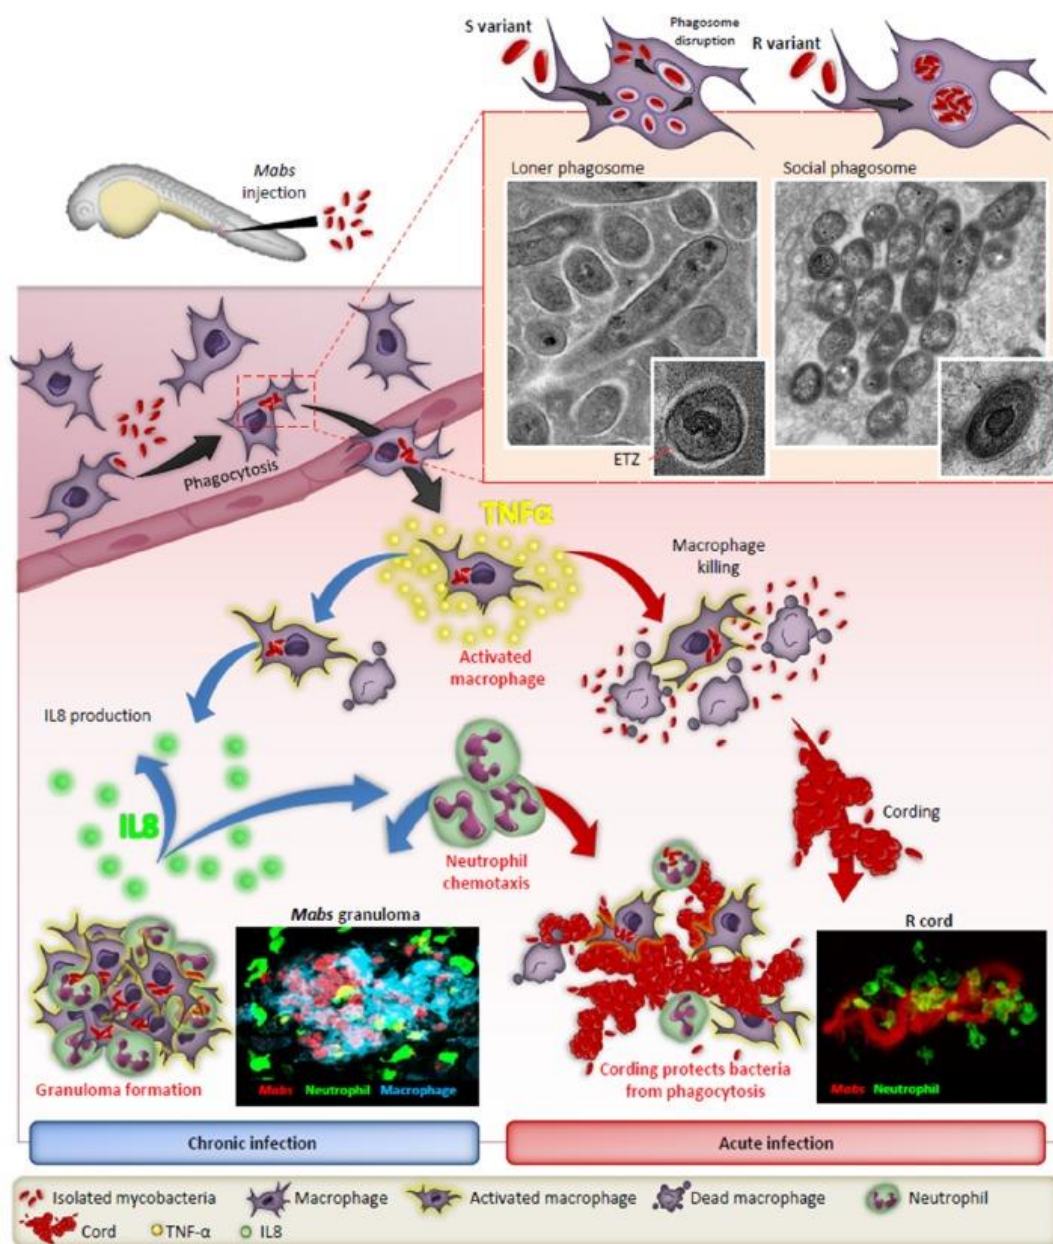 S variant
Phagosome
disruption
R variant
Mabs
injection
Loner phagosome
Social phagosome
ETZ
Phagocytosis
TNFα
Macrophage
killing
Activated
macrophage
IL8 production
IL8
Neutrophil
chemotaxis
Cording
Mabs granuloma
R cord
Mabs Neutrophil Macrophage
Mabs Neutrophil
Granuloma formation
Cording protects bacteria
from phagocytosis
Chronic infection
Acute infection
Isolated mycobacteria
Macrophage
Activated macrophage
Dead macrophage
Neutrophil
Cord
TNF-α
IL8